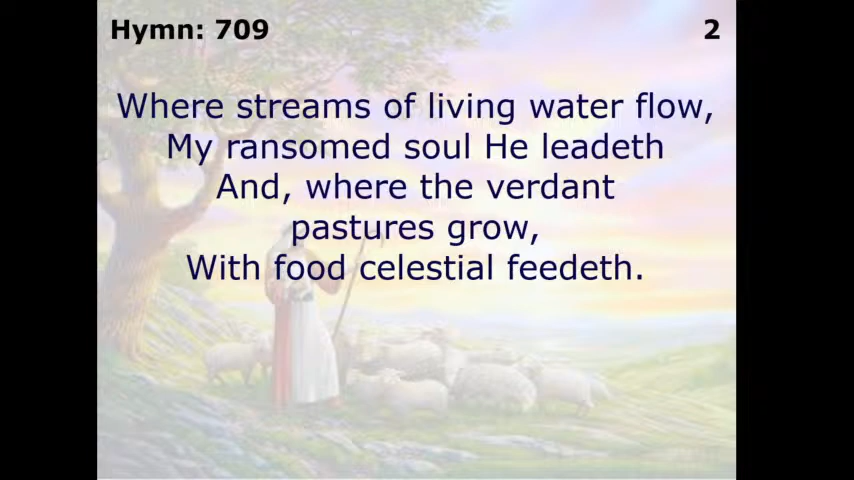 Hymn: 709 2
Where streams of living water flow,
My ransomed soul He leadeth
And, where the verdant
pastures grow,
With food celestial feedeth.